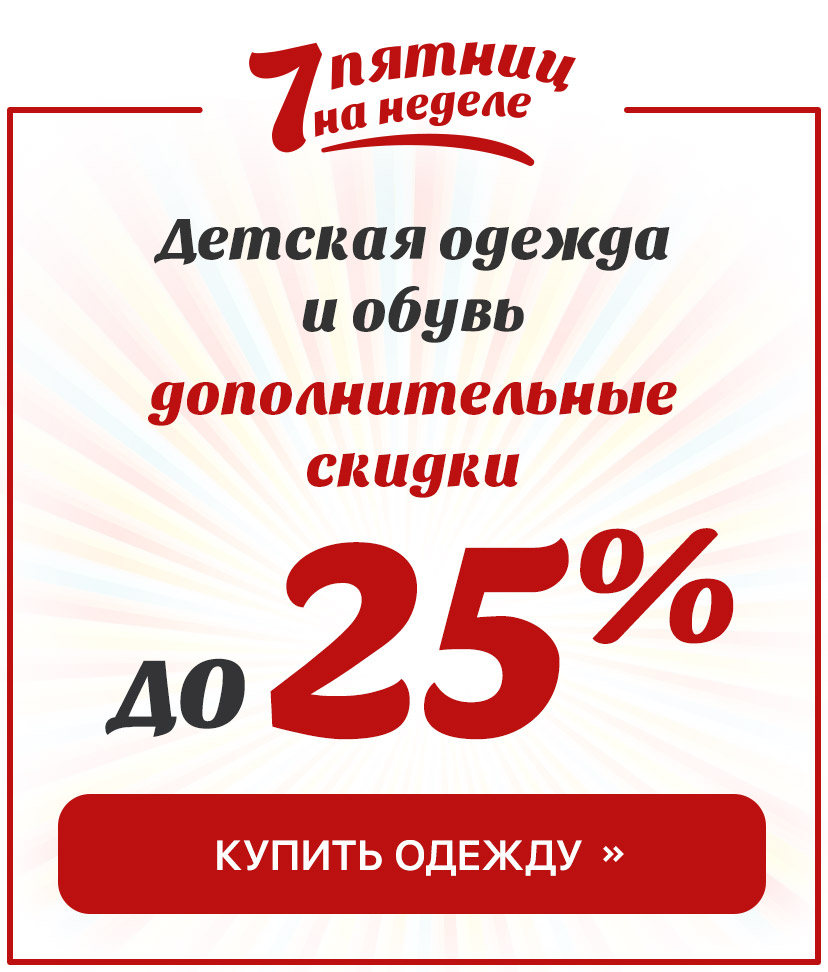 7 пятниц
на неделе
Детская одежда
и обувь
дополнительные
скидки
до 25%
КУПИТЬ ОДЕЖДУ »